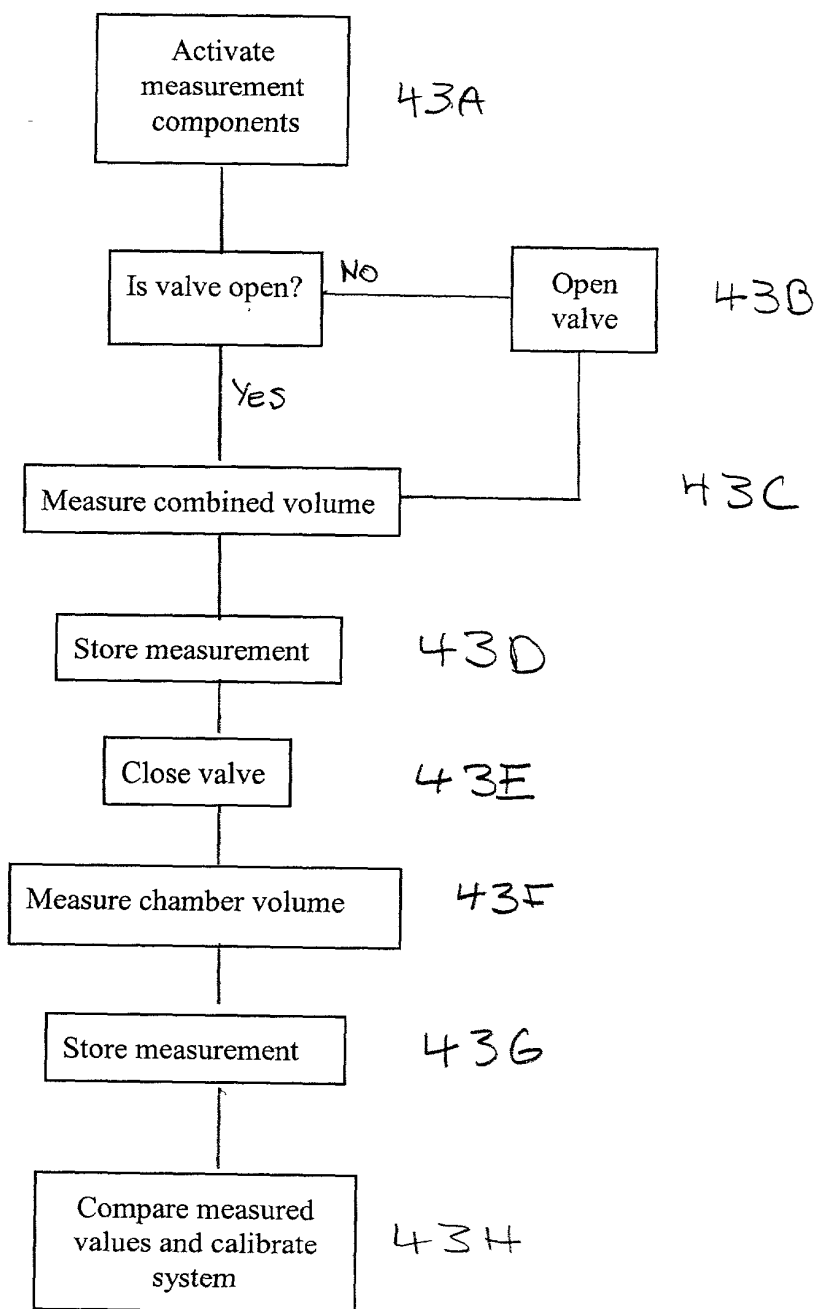 Activate
measurement
components
43A
Is valve open?
NO
Open
valve
43B
Yes
Measure combined volume
43C
Store measurement
43D
Close valve
43E
Measure chamber volume
43F
Store measurement
43G
Compare measured
values and calibrate
system
43H